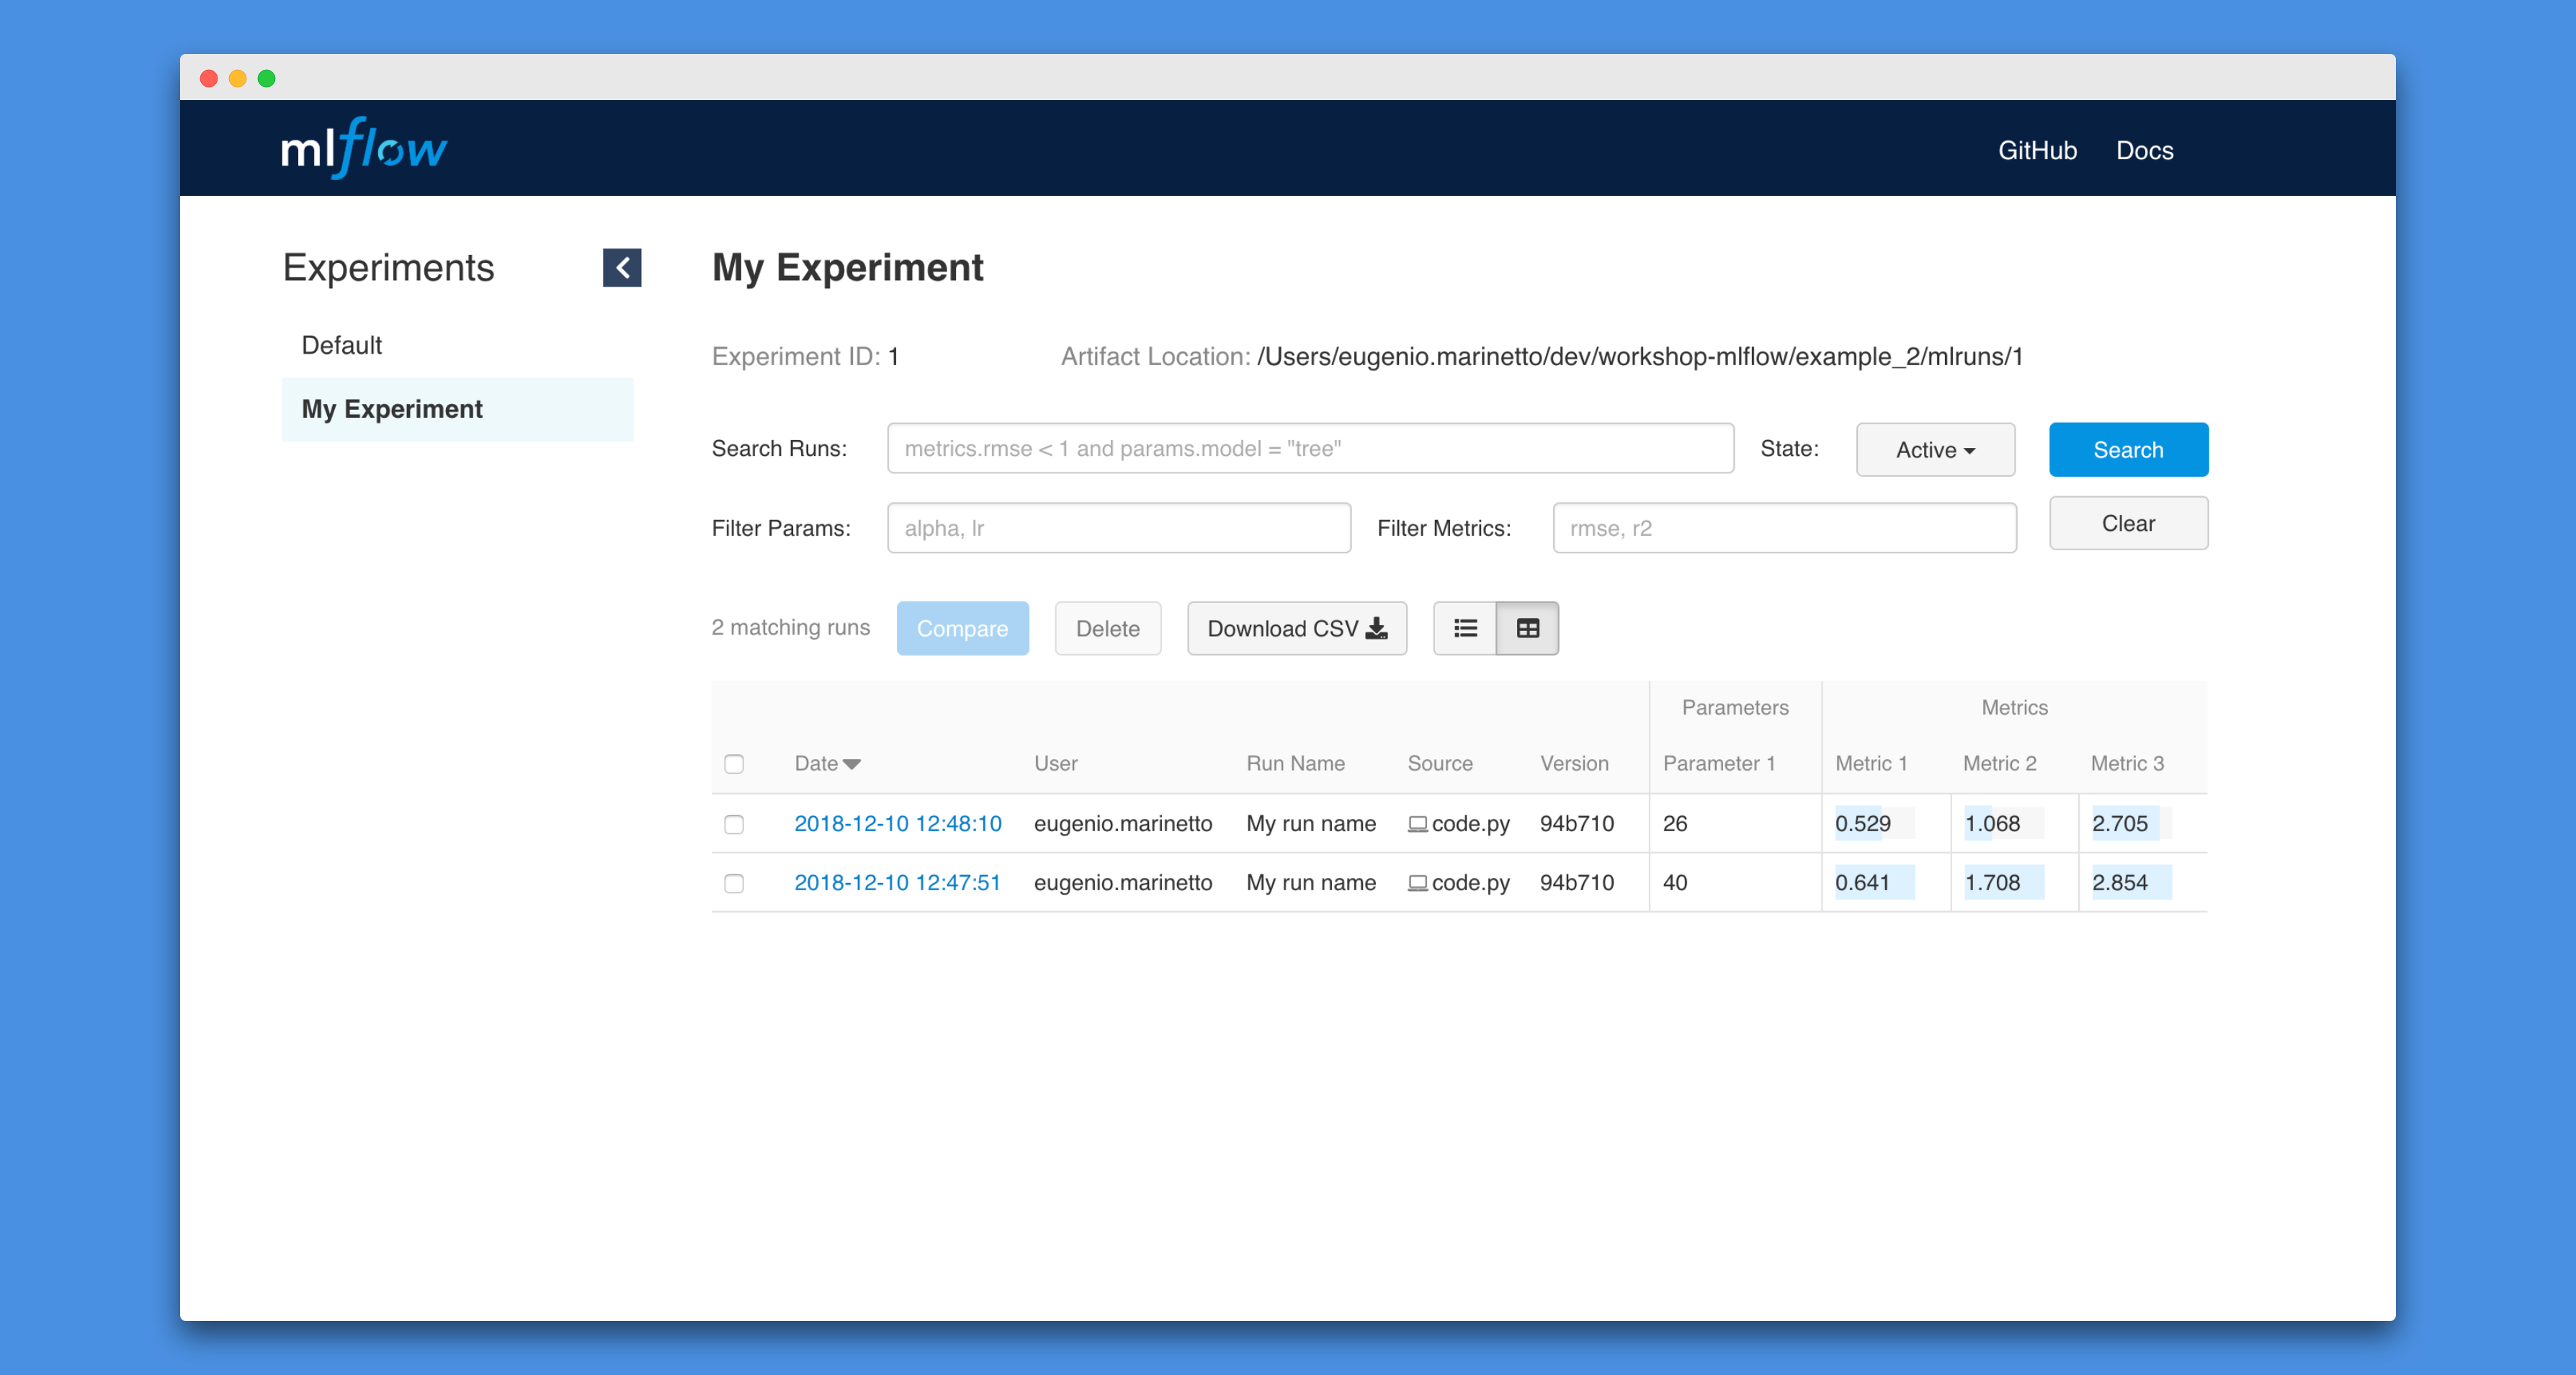 mlflow
GitHub Docs
Experiments
Default
My Experiment
My Experiment
Experiment ID: 1 Artifact Location: /Users/eugenio.marinetto/dev/workshop-mlflow/example_2/mlruns/1
Search Runs: metrics.rmse < 1 and params.model = "tree" State: Active Search
Filter Params: alpha, lr Filter Metrics: rmse, r2 Clear
2 matching runs Compare Delete Download CSV
Parameters Metrics
Date User Run Name Source Version Parameter 1 Metric 1 Metric 2 Metric 3
2018-12-10 12:48:10 eugenio.marinetto My run name code.py 94b710 26 0.529 1.068 2.705
2018-12-10 12:47:51 eugenio.marinetto My run name code.py 94b710 40 0.641 1.708 2.854